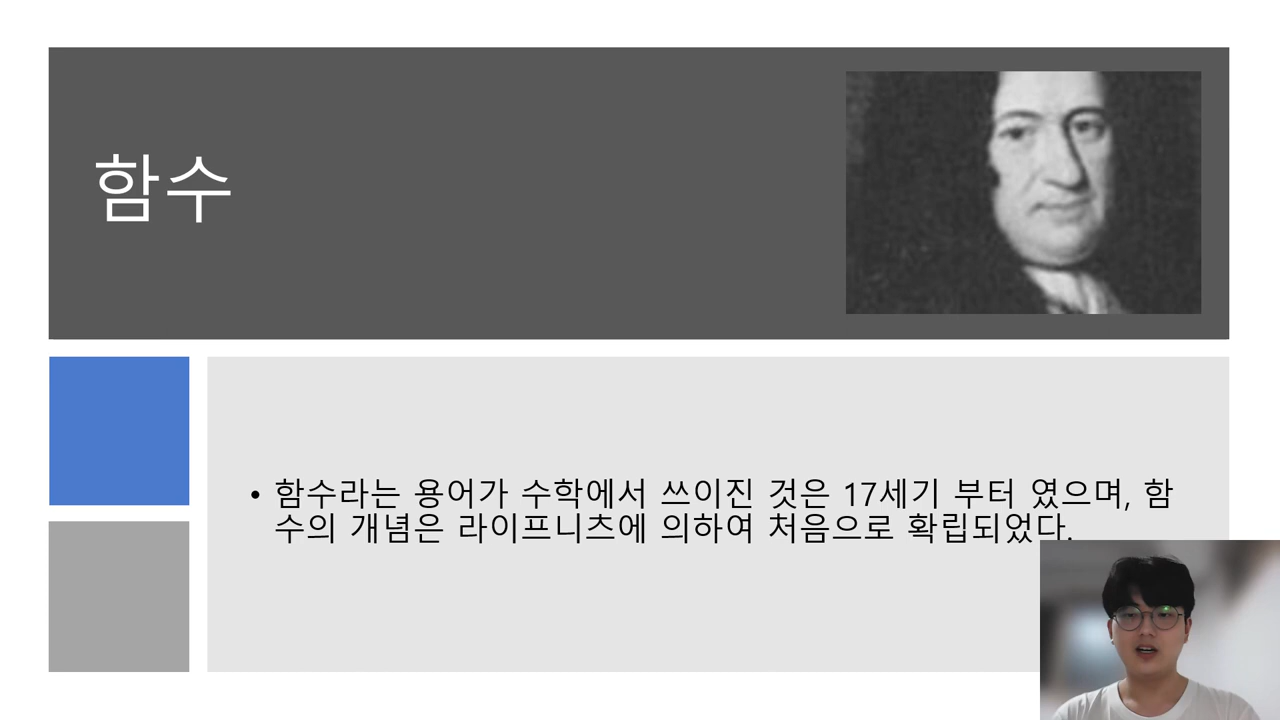 함수
• 함수라는 용어가 수학에서 쓰이진 것은 17세기 부터 였으며, 함
수의 개념은 라이프니츠에 의하여 처음으로 확립되었다.